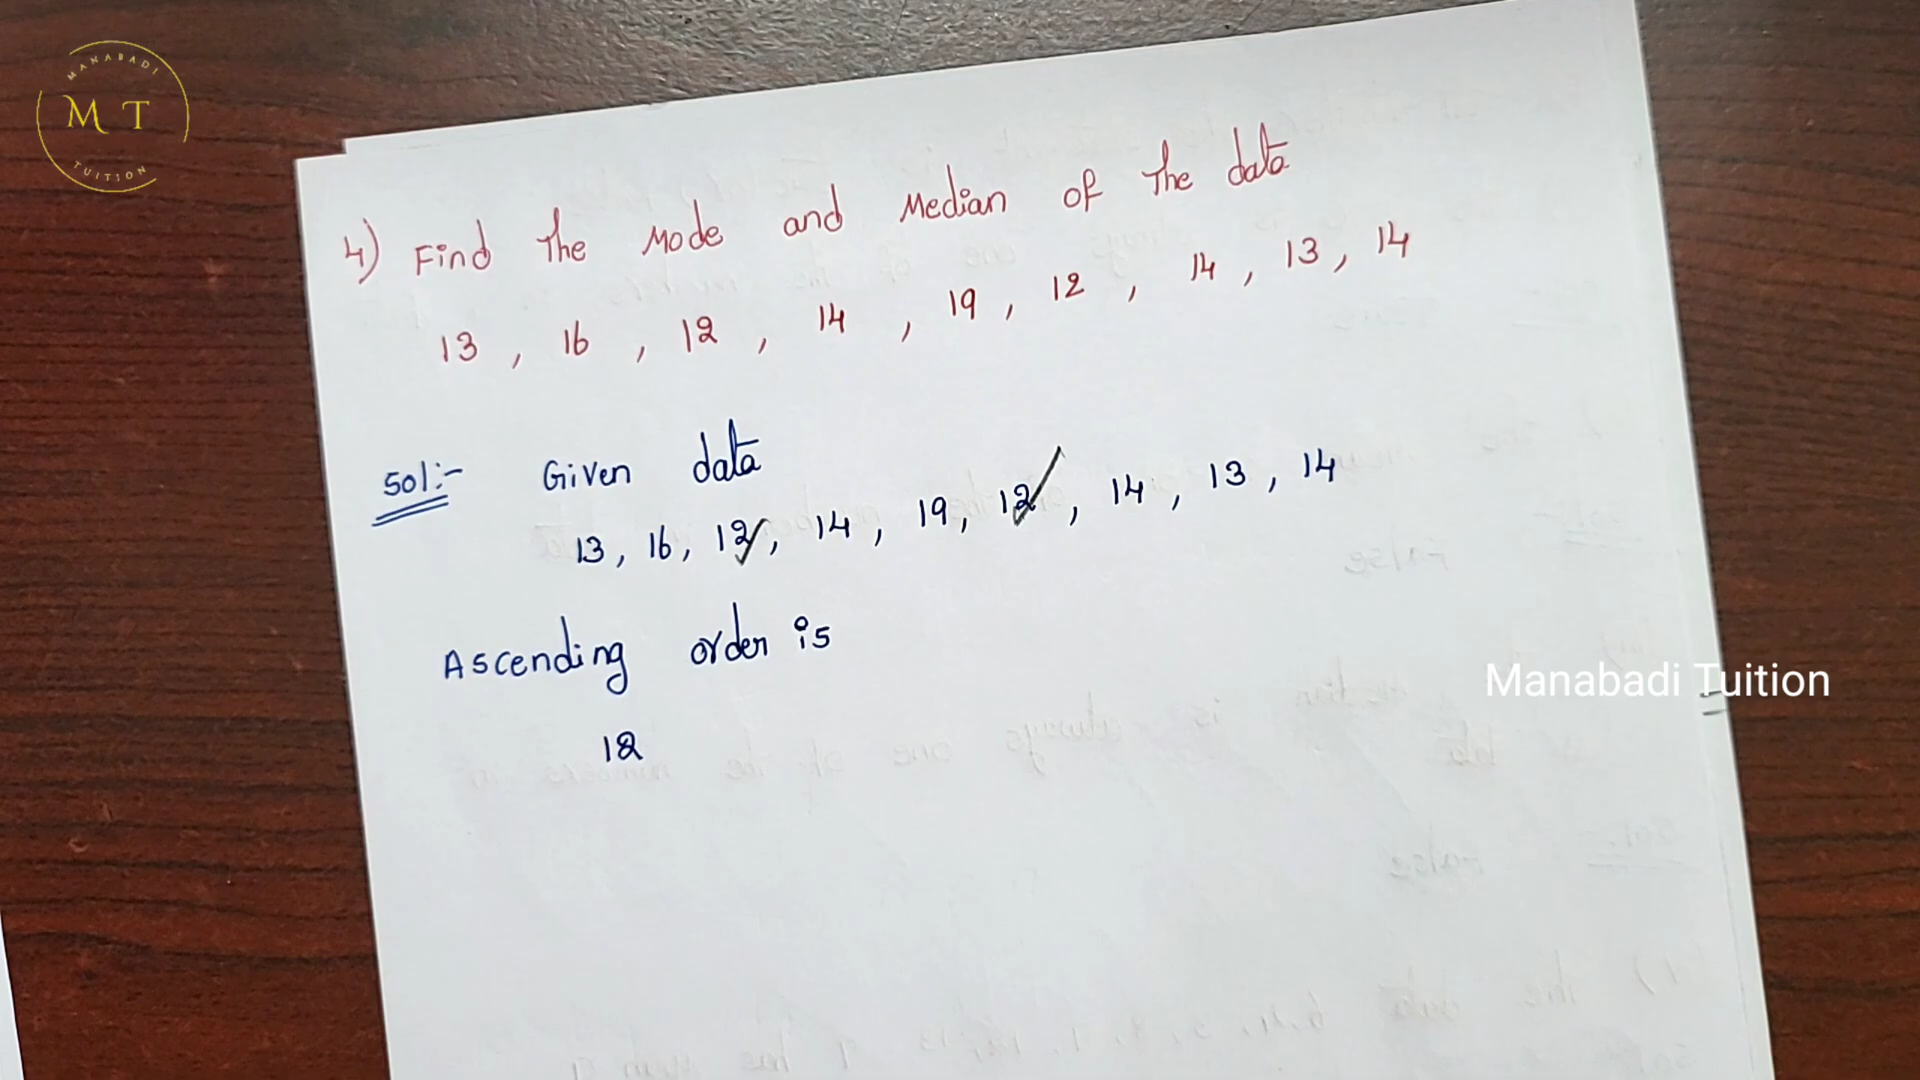 MANABADI
M T
TUITION
4) Find The Mode and Median of The data
13 , 16 , 12 , 14 , 19 , 12 , 14 , 13 , 14
Sol:- Given data
13 , 16 , 12 , 14 , 19 , 12 , 14 , 13 , 14
Ascending order is
12
Manabadi Tuition